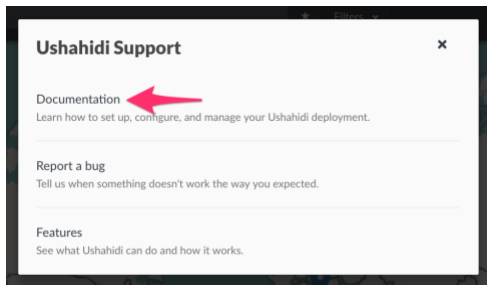 Filters
Ushahidi Support
Documentation
Learn how to set up, configure, and manage your Ushahidi deployment.
Report a bug
Tell us when something doesn't work the way you expected.
Features
See what Ushahidi can do and how it works.